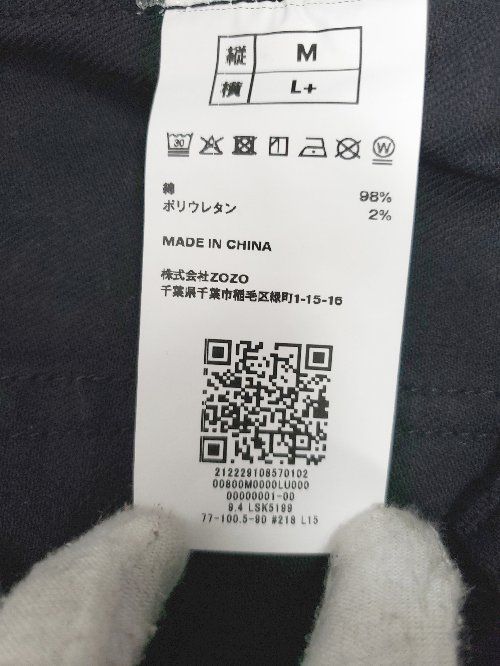 縦 M
横 L+
30 W
綿 98%
ポリウレタン 2%
MADE IN CHINA
株式会社ZOZO
千葉県千葉市稲毛区緑町1-15-16
212229108570102
00800M0000LU000
00000001-00
9.4 LSK5199
77-100.5-90 #218 L15